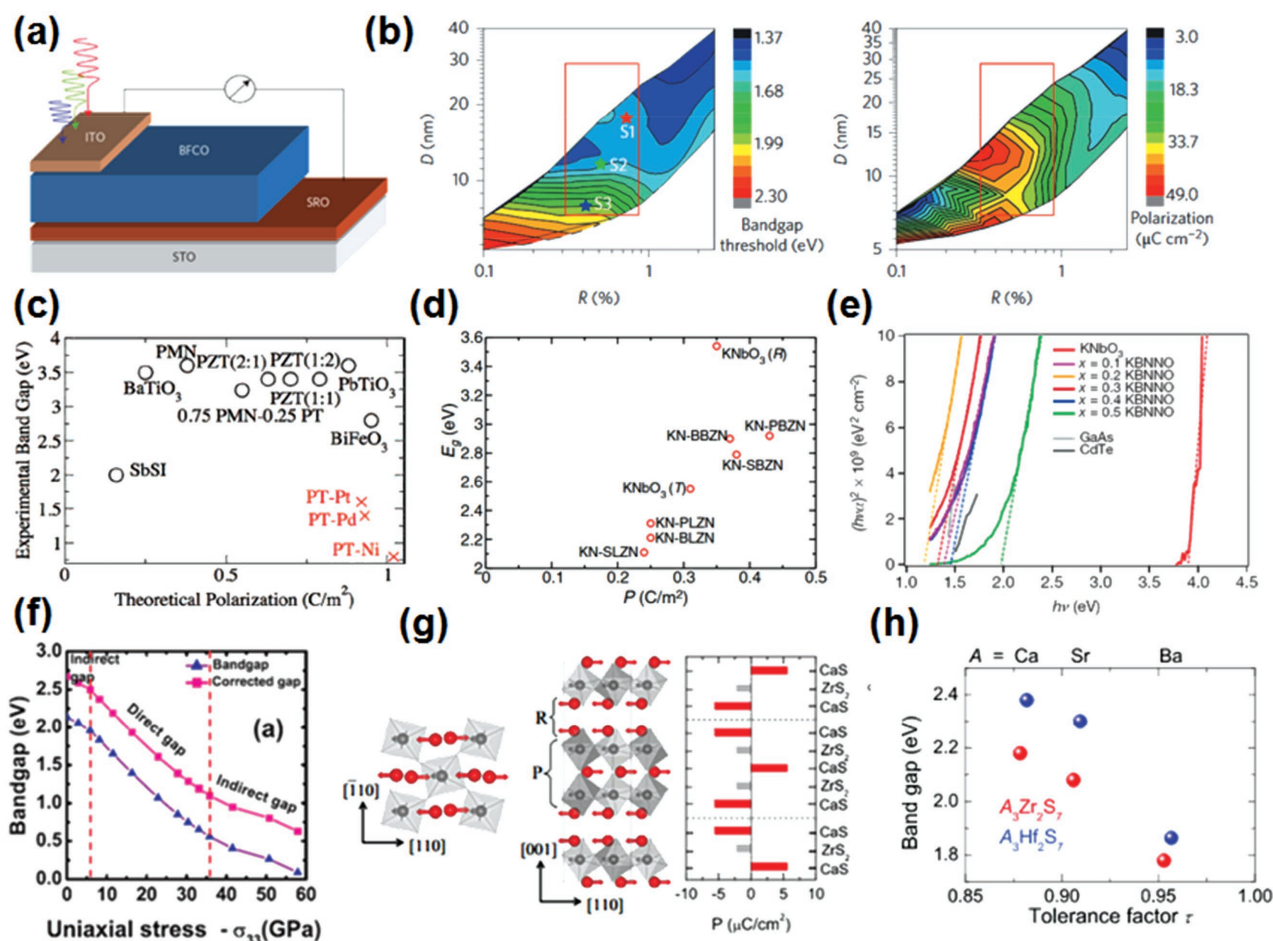 (a)
ITO
BFCO
SRO
STO
(b)
40
30
20
10
D (nm)
S1
S2
S3
0.1
1
R (%)
1.37
1.68
1.99
2.30
Bandgap
threshold (eV)
40
35
30
25
20
15
10
5
D (nm)
0.1
1
R (%)
3.0
18.3
33.7
49.0
Polarization
(μC cm−2)
(c)
4
3.5
3
2.5
2
1.5
1
Experimental Band Gap (eV)
PMN
PZT(2:1)
PZT(1:2)
BaTiO3
PbTiO3
PZT(1:1)
0.75 PMN-0.25 PT
BiFeO3
SbSI
PT-Pt
PT-Pd
PT-Ni
0
0.5
1
Theoretical Polarization (C/m2)
(d)
3.6
3.4
3.2
3.0
2.8
2.6
2.4
2.2
2.0
Eg (eV)
KNbO3 (R)
KN-BBZN
KN-PBZN
KN-SBZN
KNbO3 (T)
KN-PLZN
KN-BLZN
KN-SLZN
0.0
0.1
0.2
0.3
0.4
0.5
P (C/m2)
(e)
10
8
6
4
2
0
(hνα)2 × 109 (eV2 cm−2)
KNbO3
x = 0.1 KBNNO
x = 0.2 KBNNO
x = 0.3 KBNNO
x = 0.4 KBNNO
x = 0.5 KBNNO
GaAs
CdTe
1.0
1.5
2.0
2.5
3.0
3.5
4.0
4.5
hν (eV)
(f)
3.0
2.5
2.0
1.5
1.0
0.5
0.0
Bandgap (eV)
Indirect
gap
Bandgap
Corrected gap
Direct gap
(a)
Indirect gap
0
10
20
30
40
50
60
Uniaxial stress - σ33(GPa)
(g)
[1̄10]
[110]
R
P
[001]
[110]
CaS
ZrS2
CaS
CaS
ZrS2
CaS
ZrS2
CaS
CaS
ZrS2
CaS
-10
-5
0
5
10
P (μC/cm2)
(h)
A = Ca Sr Ba
2.4
2.2
2.0
1.8
Band gap (eV)
A3Zr2S7
A3Hf2S7
0.85
0.90
0.95
1.00
Tolerance factor τ